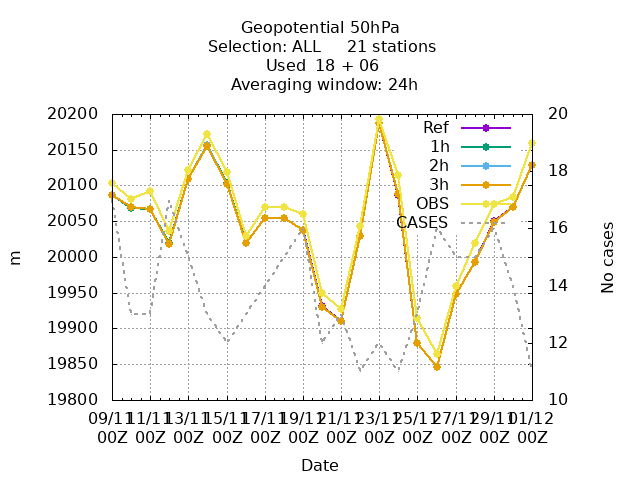 Geopotential 50hPa
Selection: ALL 21 stations
Used 18 + 06
Averaging window: 24h
20200
20150
20100
20050
20000
19950
19900
19850
19800
m
20
18
16
14
12
10
No cases
Ref
1h
2h
3h
OBS
CASES
09/11 11/11 13/11 15/11 17/11 19/11 21/11 23/11 25/11 27/11 29/11 01/12
00Z 00Z 00Z 00Z 00Z 00Z 00Z 00Z 00Z 00Z 00Z 00Z
Date